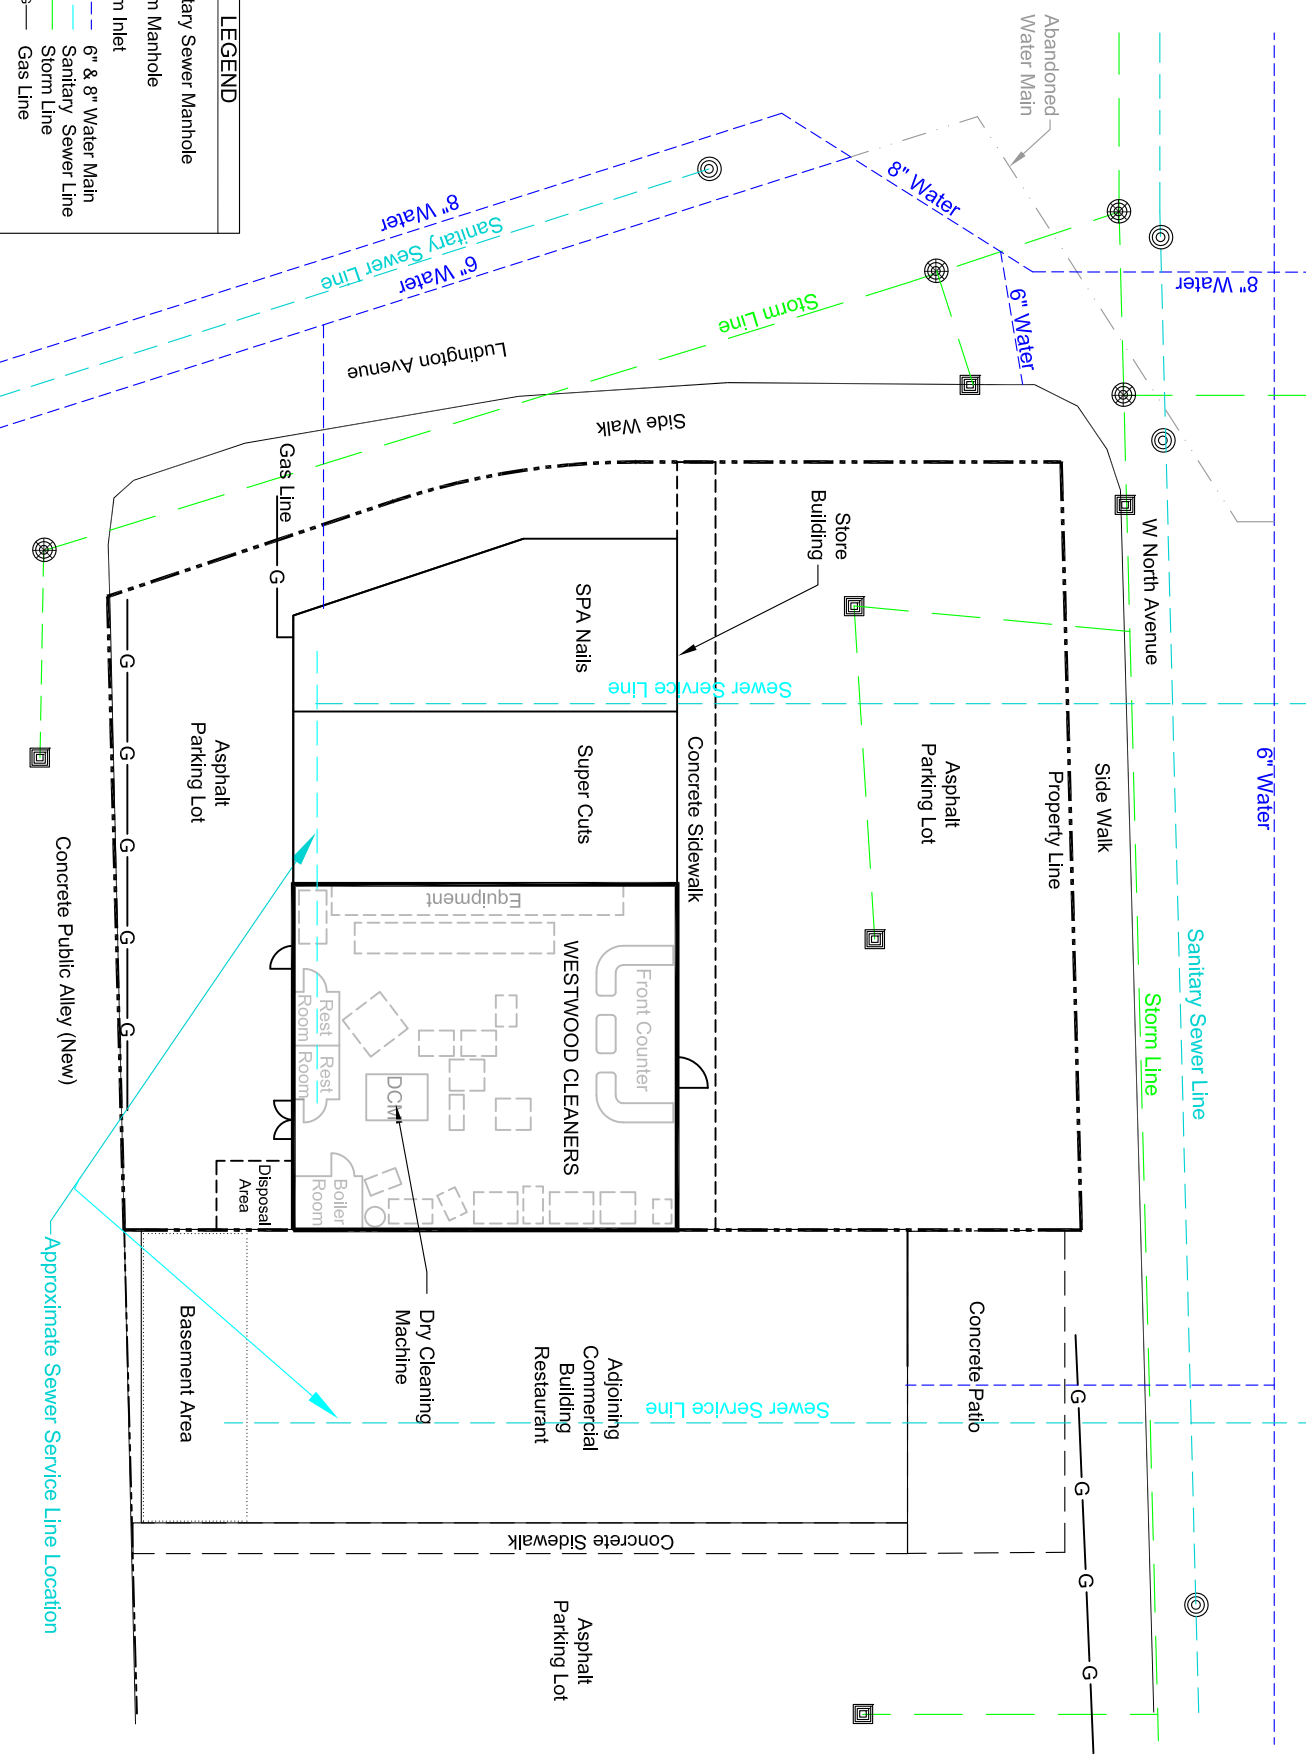 LEGEND
tary Sewer Manhole
m Manhole
m Inlet
6" & 8" Water Main
Sanitary Sewer Line
Storm Line
Gas Line
Abandoned
Water Main
8" Water
8" Water
Sanitary Sewer Line
6" Water
8" Water
6" Water
Storm Line
Ludington Avenue
Side Walk
Gas Line
G
W North Avenue
Store
Building
SPA Nails
Sewer Service Line
6" Water
Side Walk
Property Line
Asphalt
Parking Lot
Concrete Sidewalk
Super Cuts
Asphalt
Parking Lot
G
G
G
G
G
Concrete Public Alley (New)
Sanitary Sewer Line
Storm Line
Equipment
WESTWOOD CLEANERS
Front Counter
Rest
Room
Rest
Room
DCM
Boiler
Room
Disposal
Area
Dry Cleaning
Machine
Approximate Sewer Service Line Location
Basement Area
Adjoining
Commercial
Building
Restaurant
Sewer Service Line
Concrete Patio
G
G
G
G
Concrete Sidewalk
Asphalt
Parking Lot